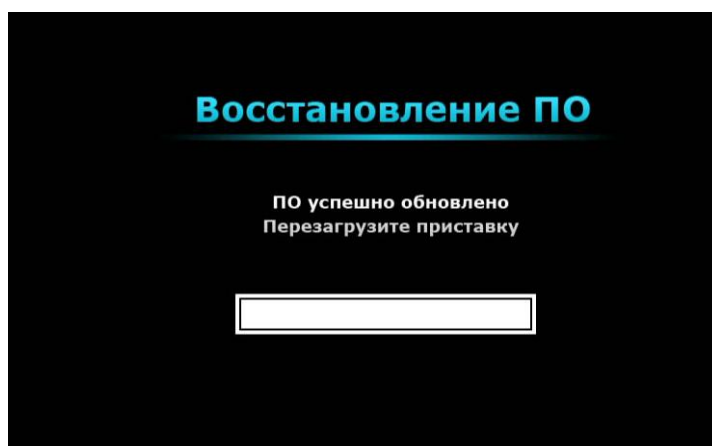 Восстановление ПО
ПО успешно обновлено
Перезагрузите приставку